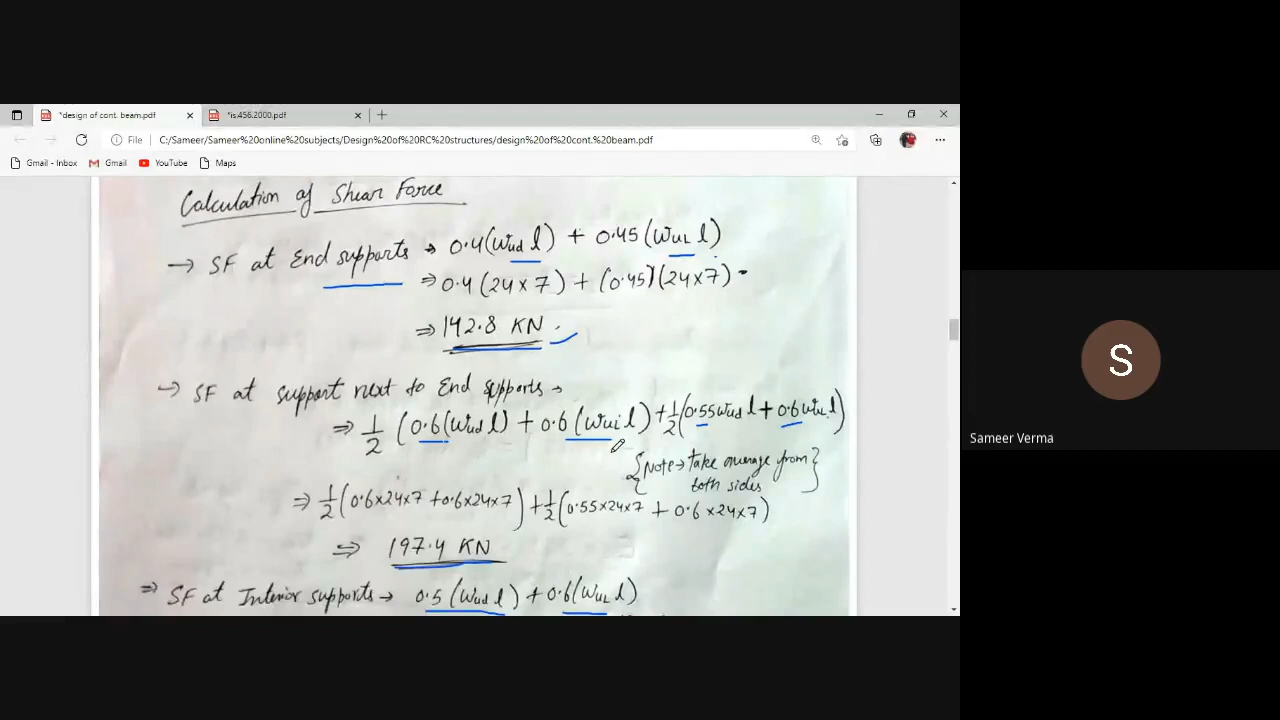 *design of cont. beam.pdf
*is.456.2000.pdf
File C:/Sameer/Sameer%20online%20subjects/Design%20of%20RC%20structures/design%20of%20cont.%20beam.pdf
Gmail - Inbox Gmail YouTube Maps
Calculation of Shear Force
→ SF at End supports → 0.4(Wud l) + 0.45(WuL l)
⇒ 0.4(24×7) + (0.45)(24×7)
⇒ 142.8 KN
→ SF at support next to End supports →
⇒ 1/2 (0.6(Wud l) + 0.6(Wul l) + 1/2(0.55Wud l + 0.6WuL l)
{Note → take average from both sides}
⇒ 1/2 (0.6×24×7 + 0.6×24×7) + 1/2(0.55×24×7 + 0.6×24×7)
⇒ 197.4 KN
⇒ SF at Interior supports → 0.5(Wud l) + 0.6(WuL l)
S
Sameer Verma